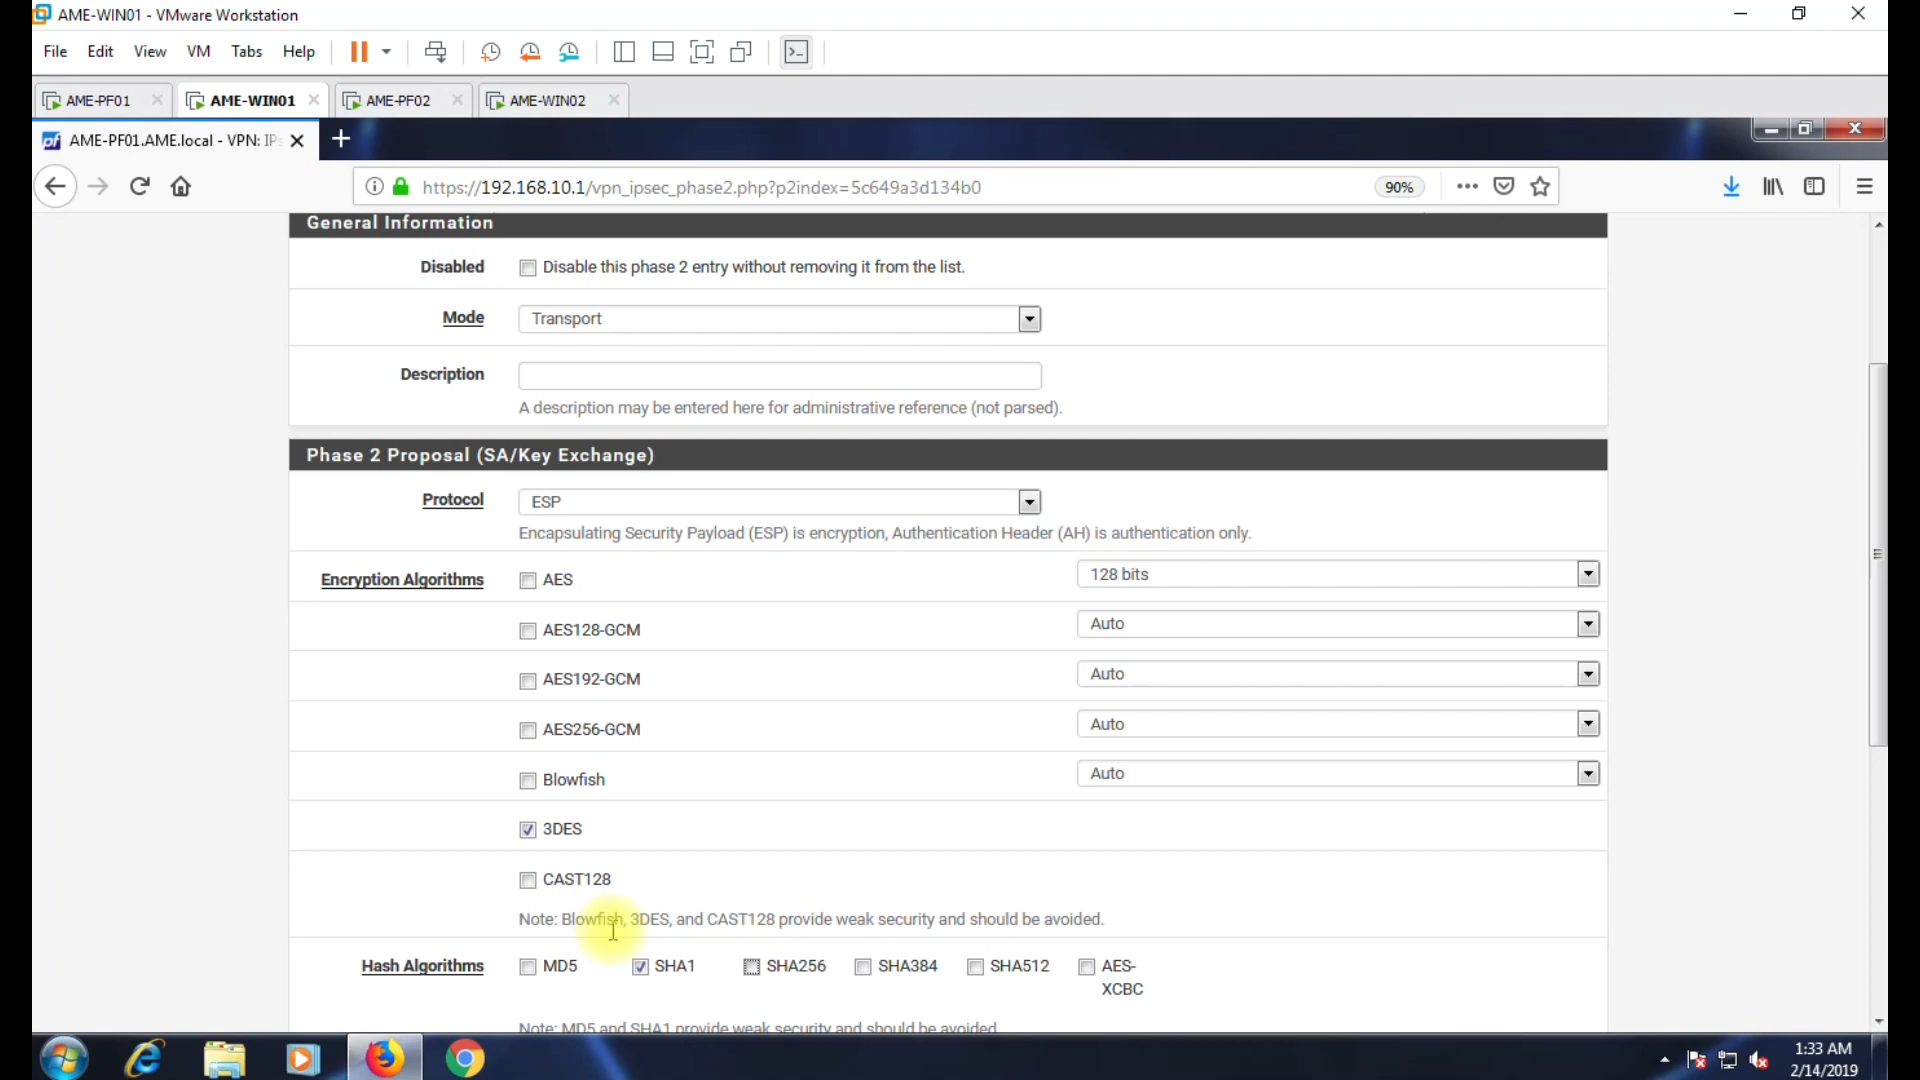 AME-WIN01 - VMware Workstation
File Edit View VM Tabs Help
AME-PF01 AME-WIN01 AME-PF02 AME-WIN02
pf AME-PF01.AME.local - VPN: IP
https://192.168.10.1/vpn_ipsec_phase2.php?p2index=5c649a3d134b0 90%
General Information
Disabled Disable this phase 2 entry without removing it from the list.
Mode Transport
Description
A description may be entered here for administrative reference (not parsed).
Phase 2 Proposal (SA/Key Exchange)
Protocol ESP
Encapsulating Security Payload (ESP) is encryption, Authentication Header (AH) is authentication only.
Encryption Algorithms AES 128 bits
AES128-GCM Auto
AES192-GCM Auto
AES256-GCM Auto
Blowfish Auto
3DES
CAST128
Note: Blowfish, 3DES, and CAST128 provide weak security and should be avoided.
Hash Algorithms MD5 SHA1 SHA256 SHA384 SHA512 AES-
XCBC
Note: MD5 and SHA1 provide weak security and should be avoided.
1:33 AM
2/14/2019